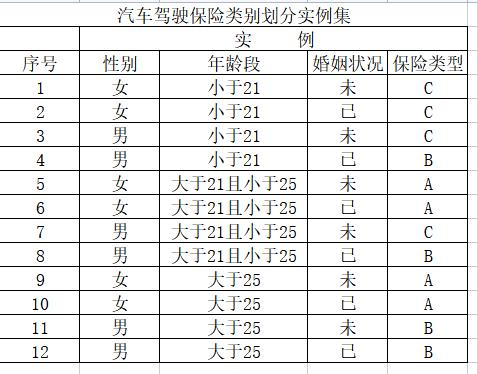 汽车驾驶保险类别划分实例集
实 例
序号 性别 年龄段 婚姻状况 保险类型
1 女 小于21 未 C
2 女 小于21 已 C
3 男 小于21 未 C
4 男 小于21 已 B
5 女 大于21且小于25 未 A
6 女 大于21且小于25 已 A
7 男 大于21且小于25 未 C
8 男 大于21且小于25 已 B
9 女 大于25 未 A
10 女 大于25 已 A
11 男 大于25 未 B
12 男 大于25 已 B